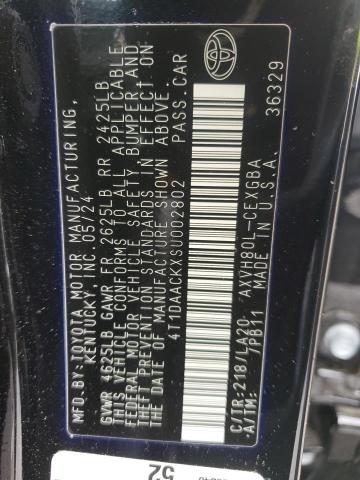 MFD.BY:TOYOTA MOTOR MANUFACTURING,
KENTUCKY, INC. 05/24
GVWR 4625LB GAWR FR 2625LB RR 2425LB
THIS VEHICLE CONFORMS TO ALL APPLICABLE
FEDERAL MOTOR VEHICLE SAFETY AND
THEFT PREVENTION STANDARDS IN EFFECT ON
THE DATE OF MANUFACTURE SHOWN ABOVE.
4T1DAACKXSU002802 PASS.CAR
C/TR:218/LA20 AXVH80L-CEXGBA
A/TM: /PB11 MADE IN U.S.A. 36329
52